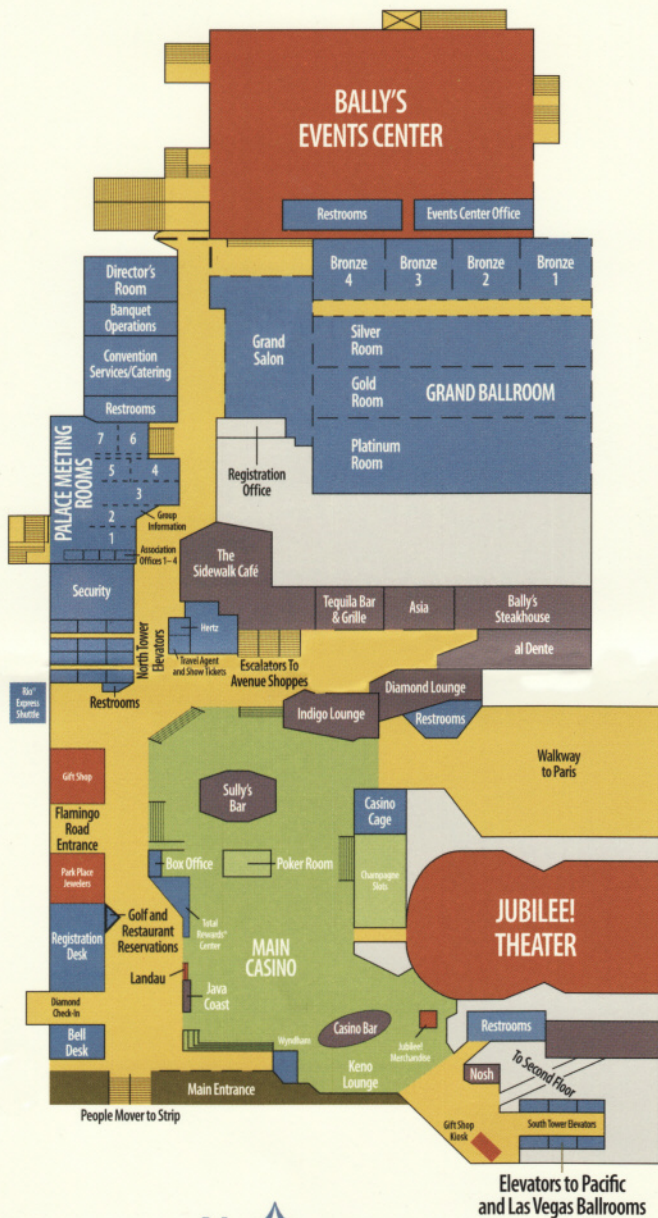 BALLY'S
EVENTS CENTER
Restrooms
Events Center Office
Director's
Room
Banquet
Operations
Convention
Services/Catering
Restrooms
Bronze
4
Bronze
3
Bronze
2
Bronze
1
Grand
Salon
Silver
Room
Gold
Room
GRAND BALLROOM
Platinum
Room
Registration
Office
PALACE MEETING
ROOMS
7
6
5
4
3
2
1
Group
Information
Association
Offices 1–4
Security
The
Sidewalk Café
Tequila Bar
& Grille
Asia
Bally's
Steakhouse
al Dente
Hertz
Travel Agent
and Show Tickets
North Tower
Elevators
Escalators To
Avenue Shoppes
Restrooms
Rio®
Express
Shuttle
Diamond Lounge
Indigo Lounge
Restrooms
Walkway
to Paris
Gift Shop
Sully's
Bar
Casino
Cage
Flamingo
Road
Entrance
Box Office
Poker Room
Champagne
Slots
Park Place
Jewelers
Golf and
Restaurant
Reservations
Total
Rewards®
Center
Registration
Desk
MAIN
CASINO
JUBILEE!
THEATER
Landau
Java
Coast
Diamond
Check-In
Casino Bar
Jubilee!
Merchandise
Restrooms
Bell
Desk
Wyndham
Keno
Lounge
Nosh
To Second Floor
Main Entrance
People Mover to Strip
Gift Shop
Kiosk
South Tower Elevators
Elevators to Pacific
and Las Vegas Ballrooms